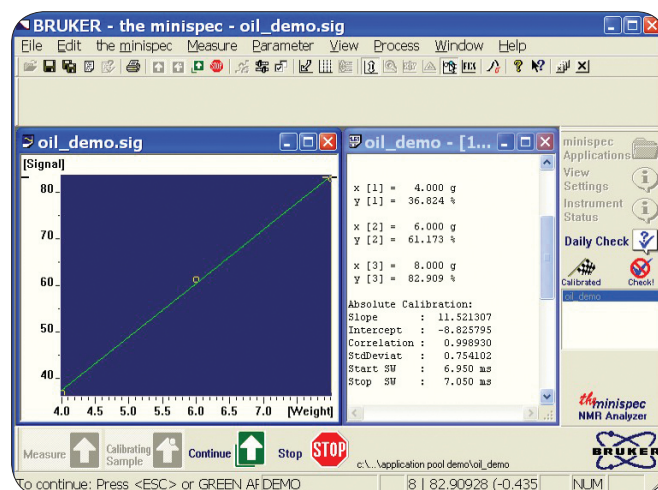 BRUKER - the minispec - oil_demo.sig
File Edit the minispec Measure Parameter View Process Window Help
oil_demo.sig
[Signal]
80
70
60
50
40
4.0 4.5 5.0 5.5 6.0 6.5 7.0 [Weight]
oil_demo - [1...
x [1] = 4.000 g
y [1] = 36.824 %
x [2] = 6.000 g
y [2] = 61.173 %
x [3] = 8.000 g
y [3] = 82.909 %
Absolute Calibration:
Slope : 11.521307
Intercept : -8.825795
Correlation : 0.998930
StdDeviat : 0.754102
Start SW : 6.950 ms
Stop SW : 7.050 ms
minispec
Applications
View
Settings
Instrument
Status
Daily Check
Calibrated Check!
oil_demo
the minispec
NMR Analyzer
BRUKER
Measure
Calibrating
Sample
Continue
Stop
STOP
c:\...\application pool demo\oil_demo
To continue: Press <ESC> or GREEN AF DEMO 8 | 82.90928 (-0.435 NUM